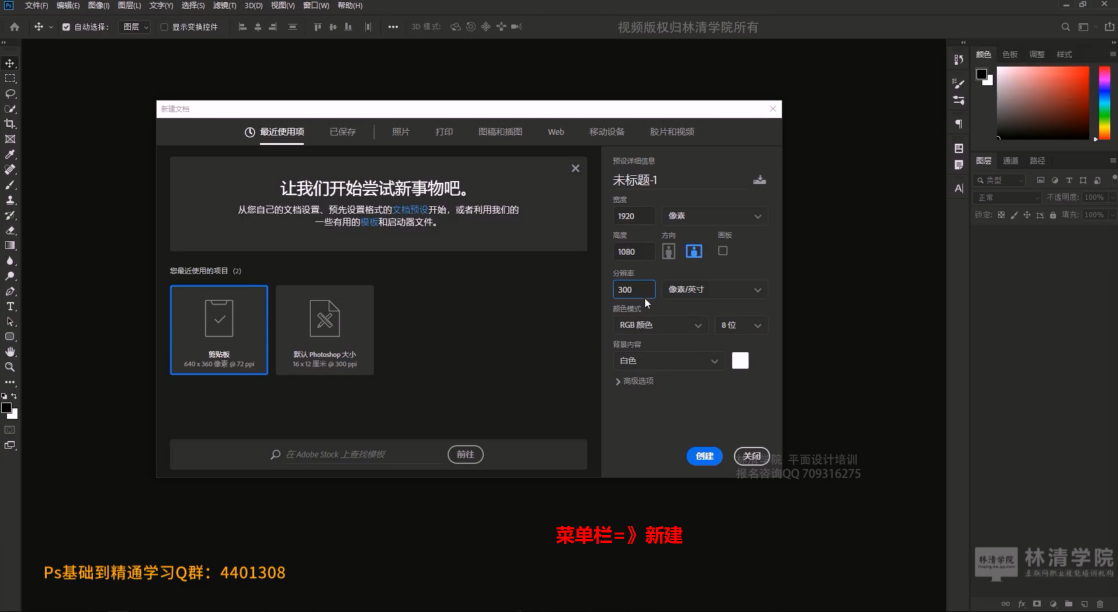 文件(F) 编辑(E) 图像(I) 图层(L) 文字(Y) 选择(S) 滤镜(T) 3D(D) 视图(V) 窗口(W) 帮助(H)
自动选择： 图层 显示变换控件 3D 模式: 视频版权归林清学院所有
颜色 色板 调整 样式
新建文档
最近使用项 已保存 照片 打印 图稿和插图 Web 移动设备 胶片和视频
让我们开始尝试新事物吧。
从您自己的文档设置、预先设置格式的文档预设开始，或者利用我们的
一些有用的模板和启动器文件。
您最近使用的项目 (2)
剪贴板
640 x 360 像素 @ 72 ppi
默认 Photoshop 大小
16 x 12 厘米 @ 300 ppi
在 Adobe Stock 上查找模板 前往
预设详细信息
未标题-1
宽度
1920 像素
高度 方向 画板
1080
分辨率
300 像素/英寸
颜色模式
RGB 颜色 8 位
背景内容
白色
高级选项
创建 关闭
林清学院 平面设计培训
报名咨询QQ 709316275
图层 通道 路径
类型
正常 不透明度: 100%
锁定: 填充: 100%
菜单栏=》新建
Ps基础到精通学习Q群：4401308
林清学院
林清学院
互联网职业技能培训机构